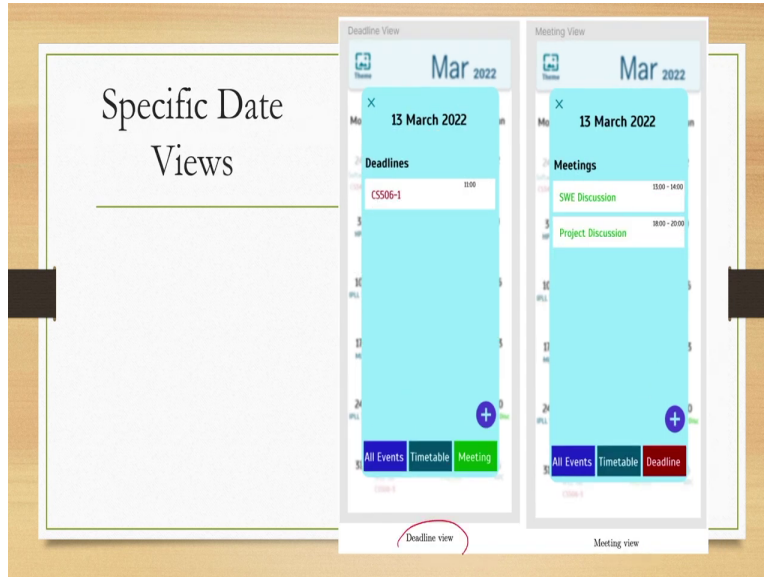 Specific Date
Views
Deadline View
Theme
Mar 2022
13 March 2022
Deadlines
CS506-1
11:00
All Events
Timetable
Meeting
Deadline view
Meeting View
Theme
Mar 2022
13 March 2022
Meetings
SWE Discussion
13:00 - 14:00
Project Discussion
18:00 - 20:00
All Events
Timetable
Deadline
Meeting view